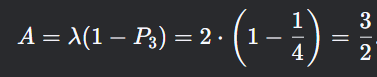 A = λ(1 − P₃) = 2 · (1 − 1/4) = 3/2.